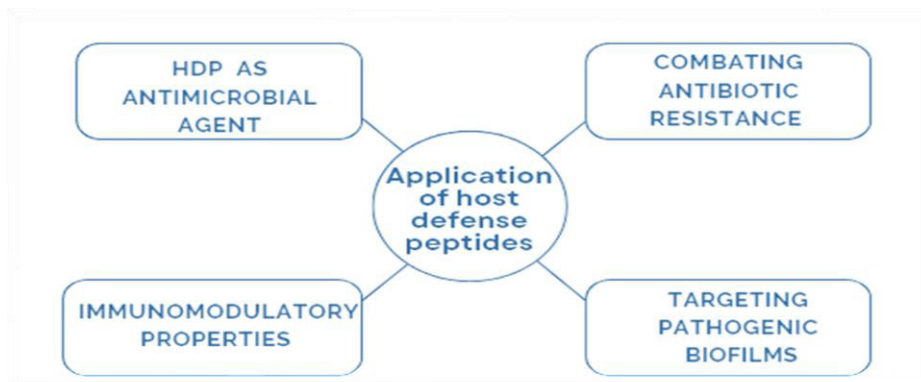 HDP AS
ANTIMICROBIAL
AGENT
COMBATING
ANTIBIOTIC
RESISTANCE
Application
of host
defense
peptides
IMMUNOMODULATORY
PROPERTIES
TARGETING
PATHOGENIC
BIOFILMS